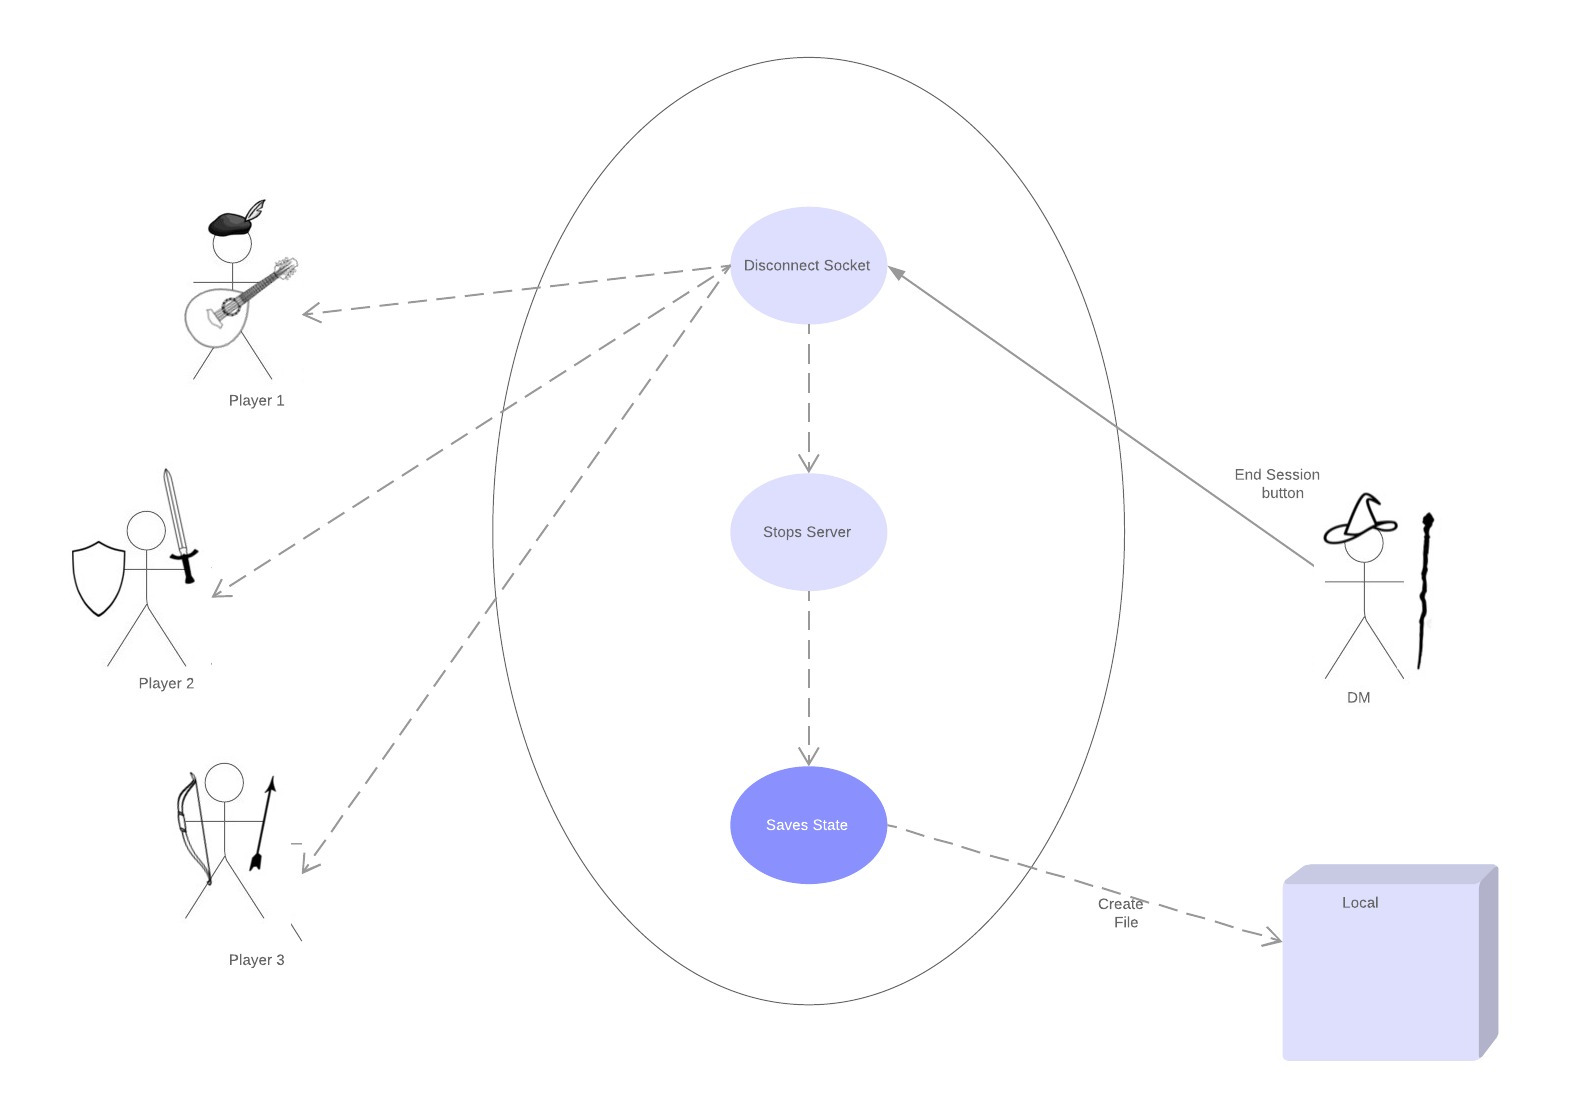 Disconnect Socket
Player 1
End Session
button
Stops Server
Player 2
DM
Saves State
Create
File
Local
Player 3